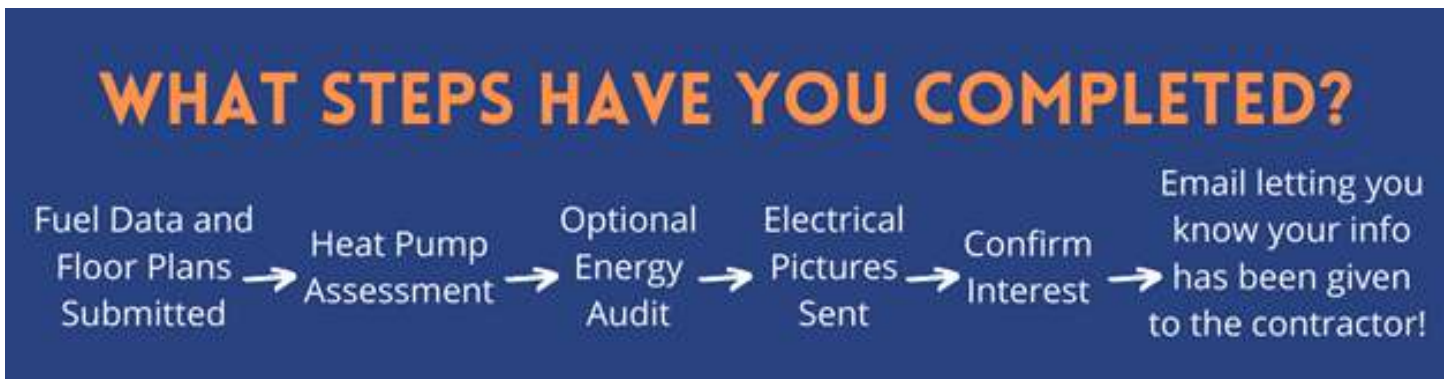 WHAT STEPS HAVE YOU COMPLETED?
Fuel Data and
Floor Plans
Submitted
Heat Pump
Assessment
Optional
Energy
Audit
Electrical
Pictures
Sent
Confirm
Interest
Email letting you
know your info
has been given
to the contractor!